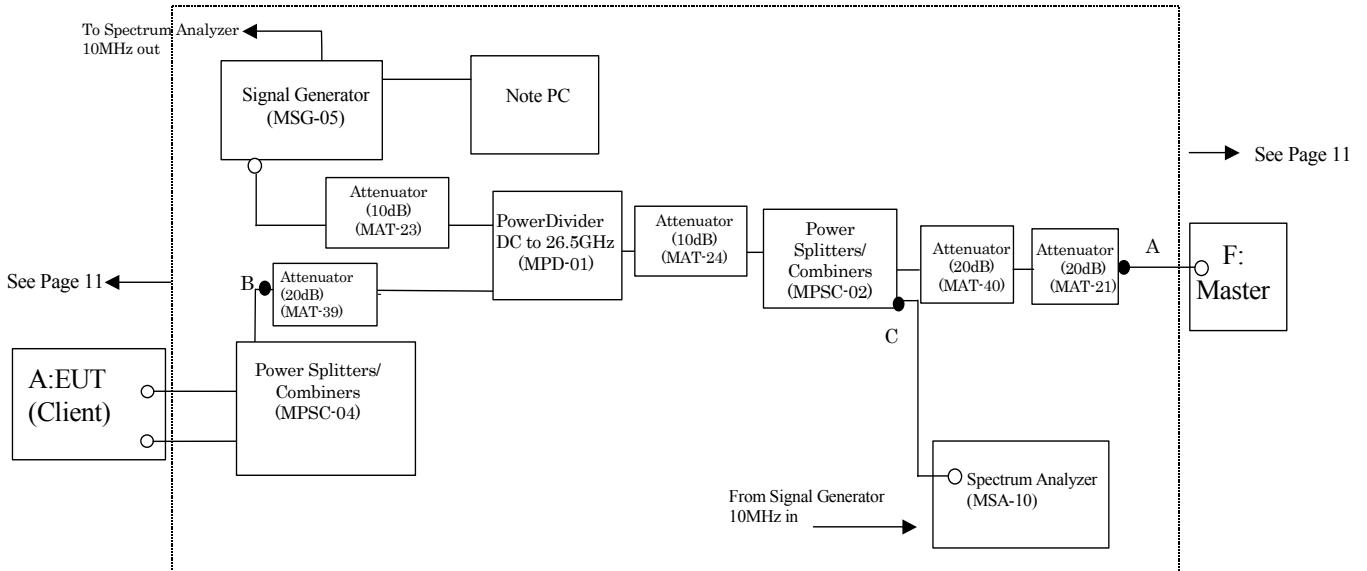 To Spectrum Analyzer
10MHz out
Signal Generator
(MSG-05)
Note PC
See Page 11
Attenuator
(10dB)
(MAT-23)
PowerDivider
DC to 26.5GHz
(MPD-01)
Attenuator
(10dB)
(MAT-24)
Power
Splitters/
Combiners
(MPSC-02)
Attenuator
(20dB)
(MAT-40)
Attenuator
(20dB)
(MAT-21)
A
F:
Master
See Page 11
B
Attenuator
(20dB)
(MAT-39)
C
A:EUT
(Client)
Power Splitters/
Combiners
(MPSC-04)
From Signal Generator
10MHz in
Spectrum Analyzer
(MSA-10)